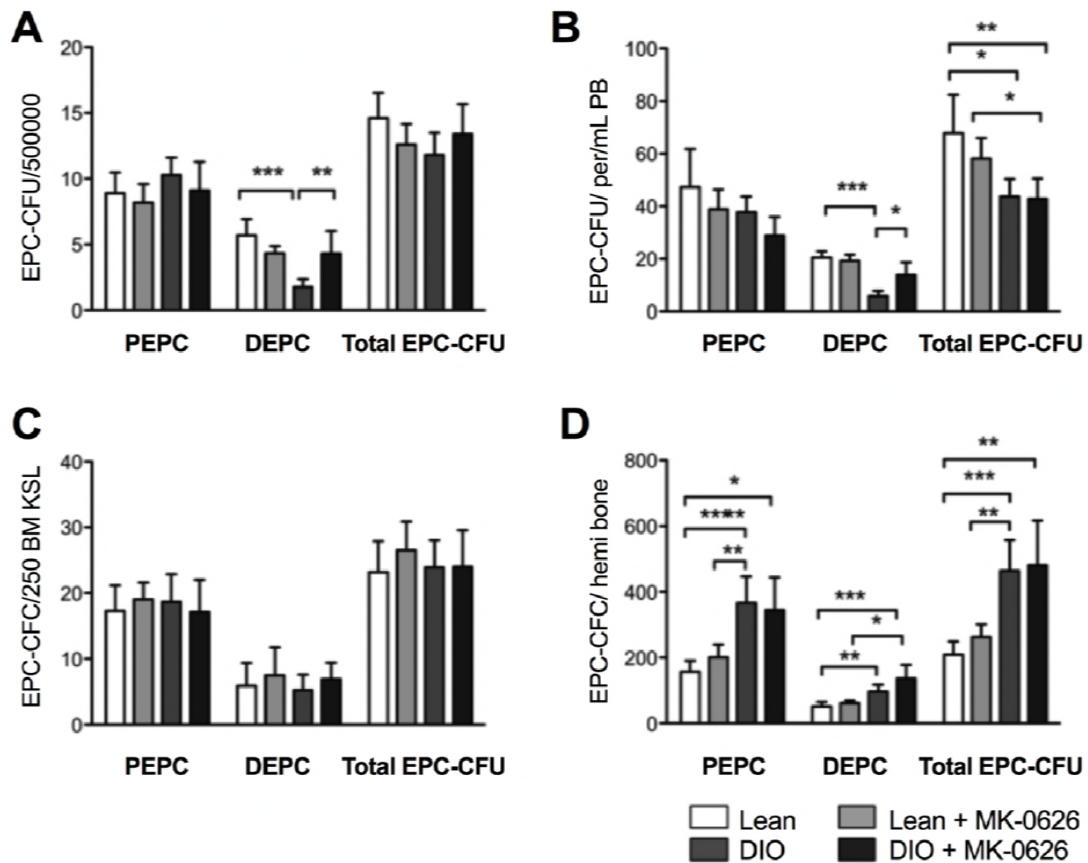 A
EPC-CFU/500000
20
15
10
5
0
***
**
PEPC
DEPC
Total EPC-CFU
B
EPC-CFU/ per/mL PB
100
80
60
40
20
0
***
*
**
*
*
PEPC
DEPC
Total EPC-CFU
C
EPC-CFC/250 BM KSL
40
30
20
10
0
PEPC
DEPC
Total EPC-CFU
D
EPC-CFC/ hemi bone
800
600
400
200
0
*
**
***
*
**
**
***
**
PEPC
DEPC
Total EPC-CFU
Lean
Lean + MK-0626
DIO
DIO + MK-0626